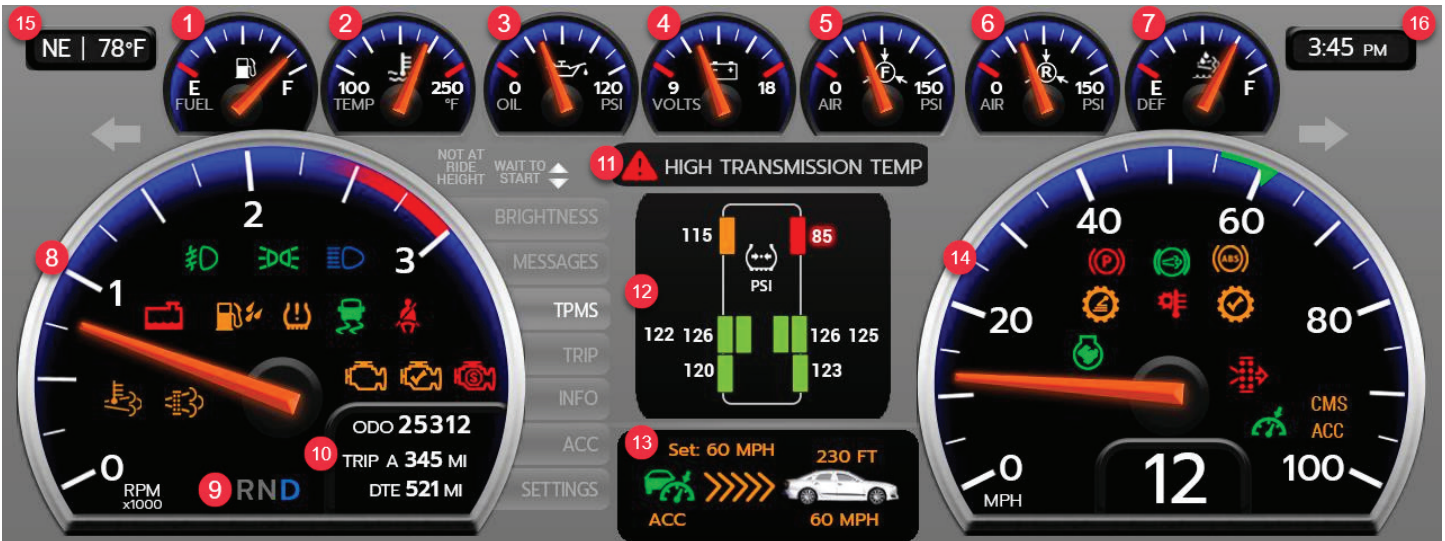 15
NE | 78°F
1
E
F
FUEL
2
100
250
TEMP
°F
3
0
120
OIL
PSI
4
9
18
VOLTS
5
F
0
150
AIR
PSI
6
R
0
150
AIR
PSI
7
E
F
DEF
16
3:45 PM
NOT AT
RIDE
HEIGHT
WAIT TO
START
11
! HIGH TRANSMISSION TEMP
8
0
1
2
3
!
S
RPM
x1000
9
RND
10
ODO 25312
TRIP A 345 MI
DTE 521 MI
BRIGHTNESS
MESSAGES
TPMS
TRIP
INFO
ACC
SETTINGS
12
115
85
PSI
122 126
126 125
120
123
13
Set: 60 MPH
230 FT
ACC
60 MPH
14
40
60
(P)
(ABS)
20
80
CMS
ACC
0
100
MPH
12